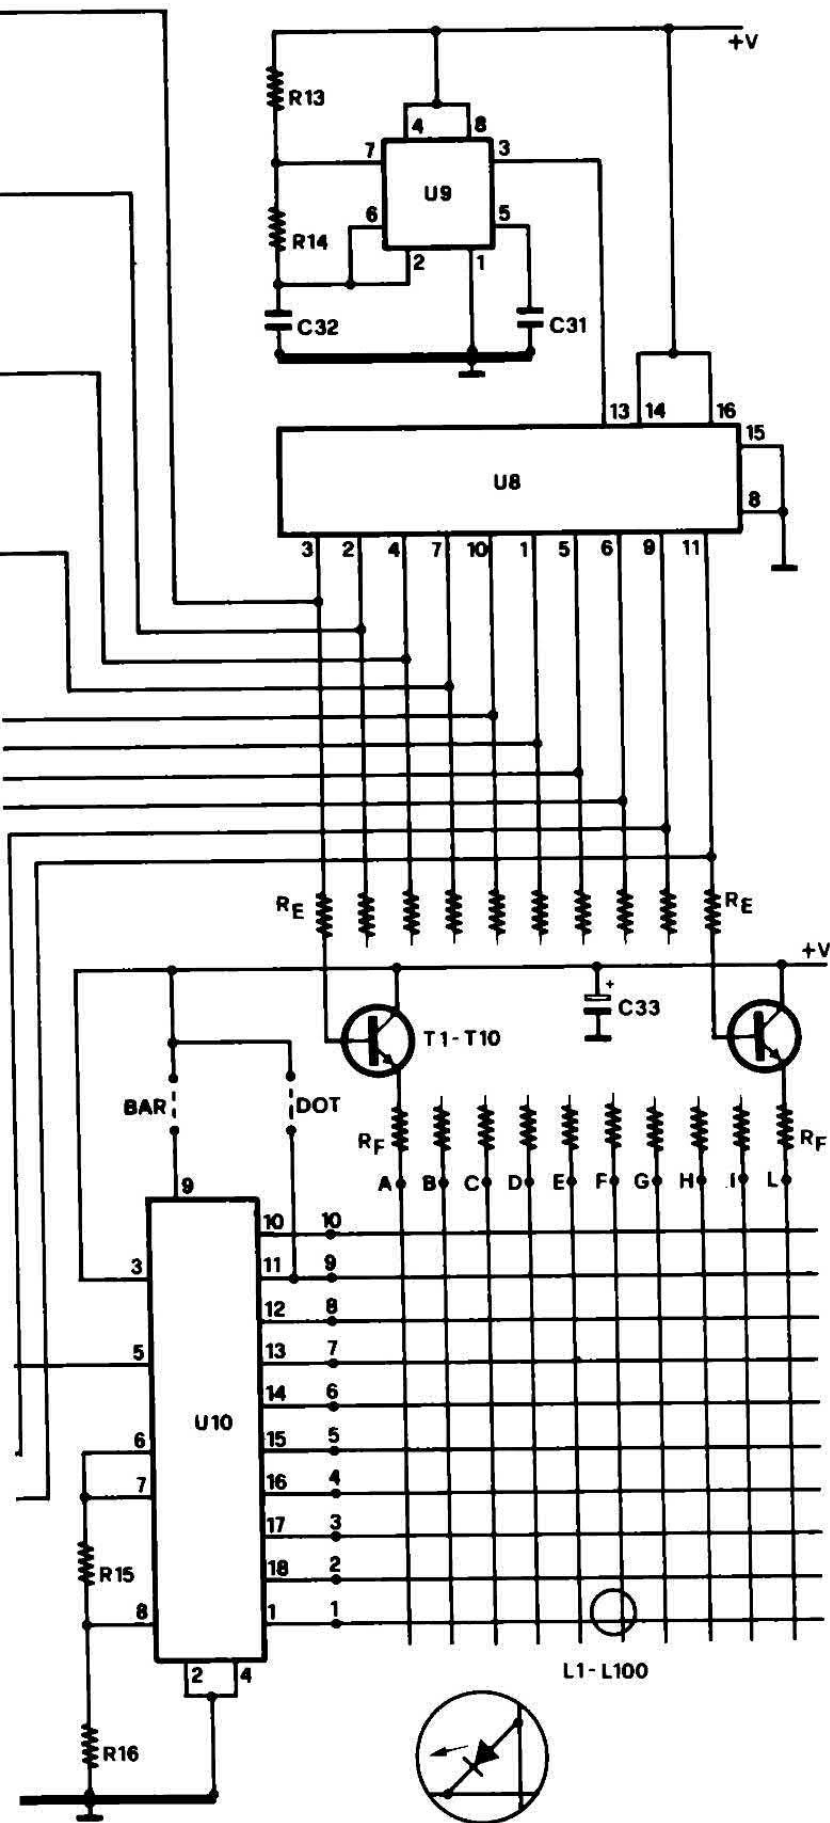 +V
R13
4 8
7 3
U9
6 5
R14
2 1
C32 C31
13 14 16
15
U8
8
3 2 4 7 10 1 5 6 9 11
RE RE
+V
+
C33
T1-T10
BAR DOT
RF RF
A B C D E F G H I L
9
10 10
3 11 9
12 8
5 13 7
14 6
U10
6 15 5
7 16 4
17 3
R15
18 2
8 1 1
2 4
L1-L100
R16